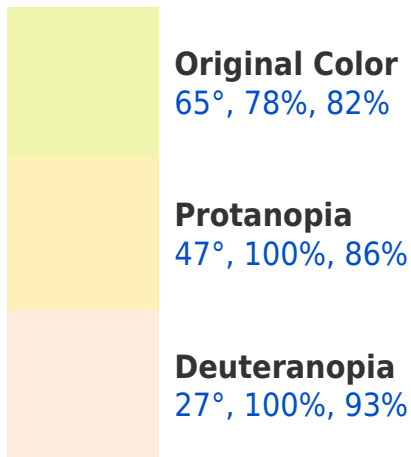 Original Color
65°, 78%, 82%
Protanopia
47°, 100%, 86%
Deuteranopia
27°, 100%, 93%